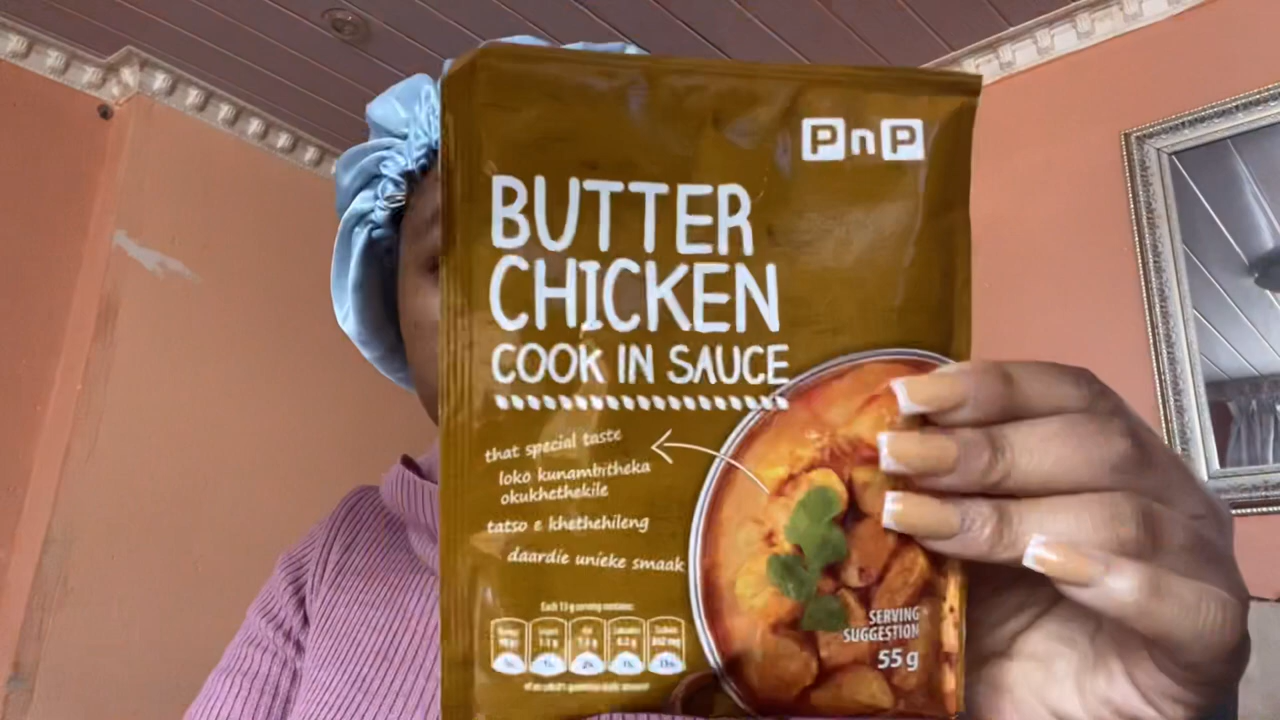 PnP
BUTTER
CHICKEN
COOK IN SAUCE
that special taste
loko kunambitheka
okukhethekile
tatso e khethehileng
daardie unieke smaak
Each 13 g serving contains:
SERVING
SUGGESTION
55 g